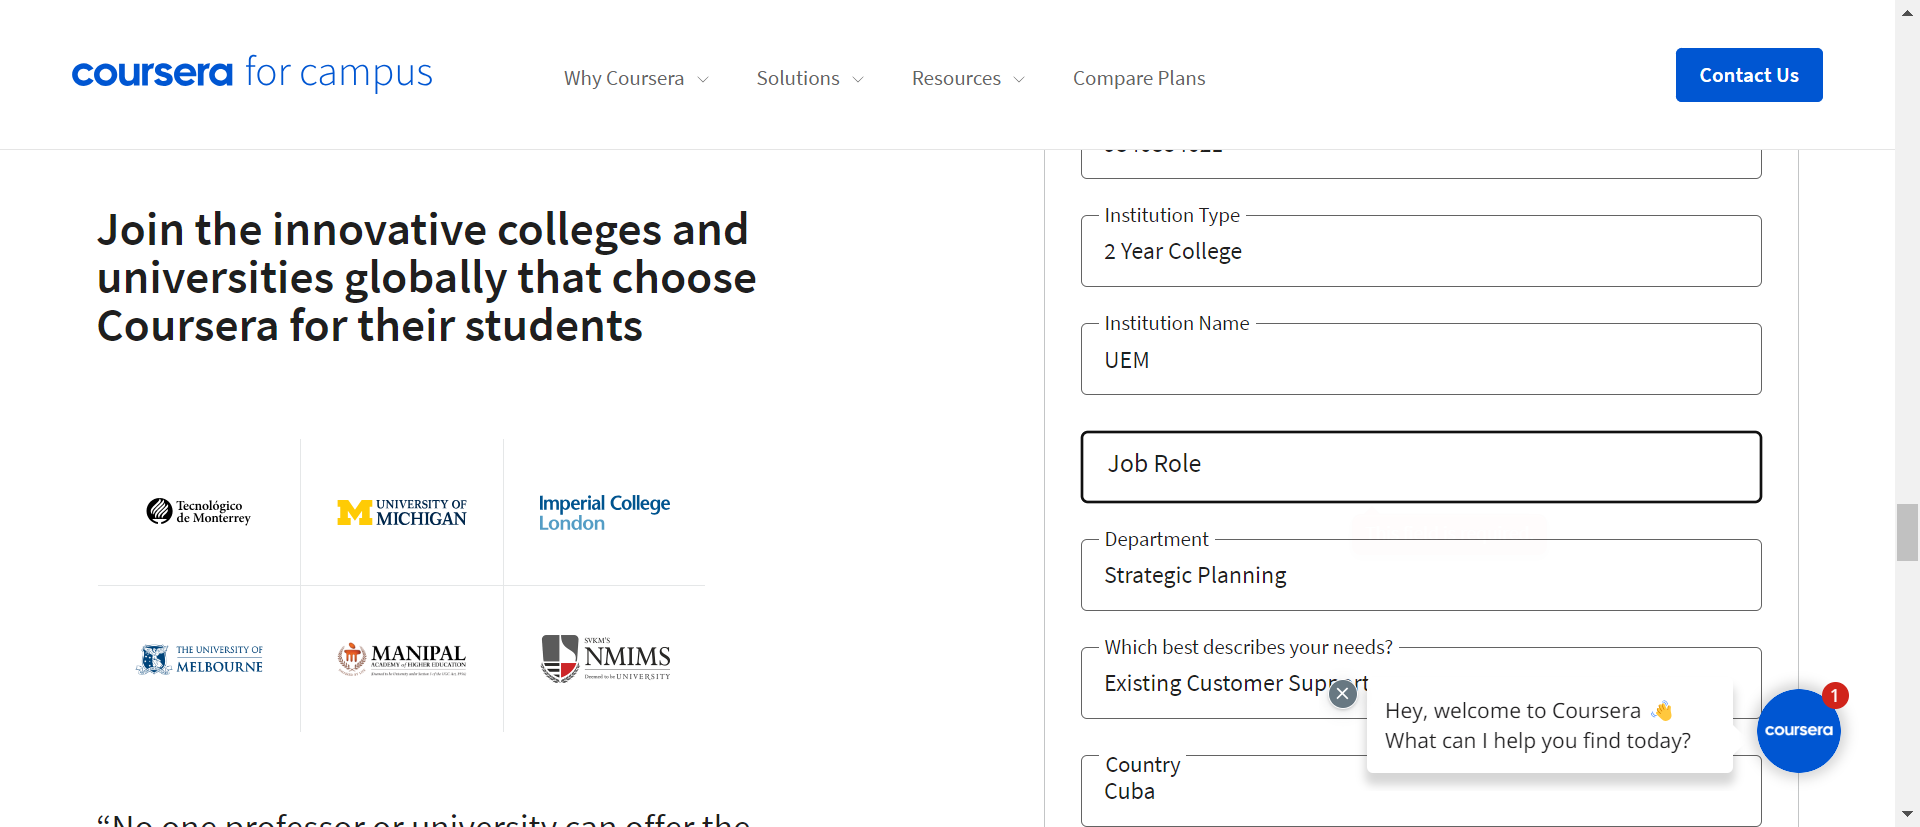 coursera for campus
Why Coursera
Solutions
Resources
Compare Plans
Contact Us
Join the innovative colleges and
universities globally that choose
Coursera for their students
Tecnológico
de Monterrey
UNIVERSITY OF
MICHIGAN
Imperial College
London
THE UNIVERSITY OF
MELBOURNE
MANIPAL
ACADEMY of HIGHER EDUCATION
SVKM'S
NMIMS
Deemed to be UNIVERSITY
“No one professor or university can offer the
Institution Type
2 Year College
Institution Name
UEM
Job Role
Department
Strategic Planning
Which best describes your needs?
Existing Customer Support
Country
Cuba
Hey, welcome to Coursera 👋
What can I help you find today?
coursera
1